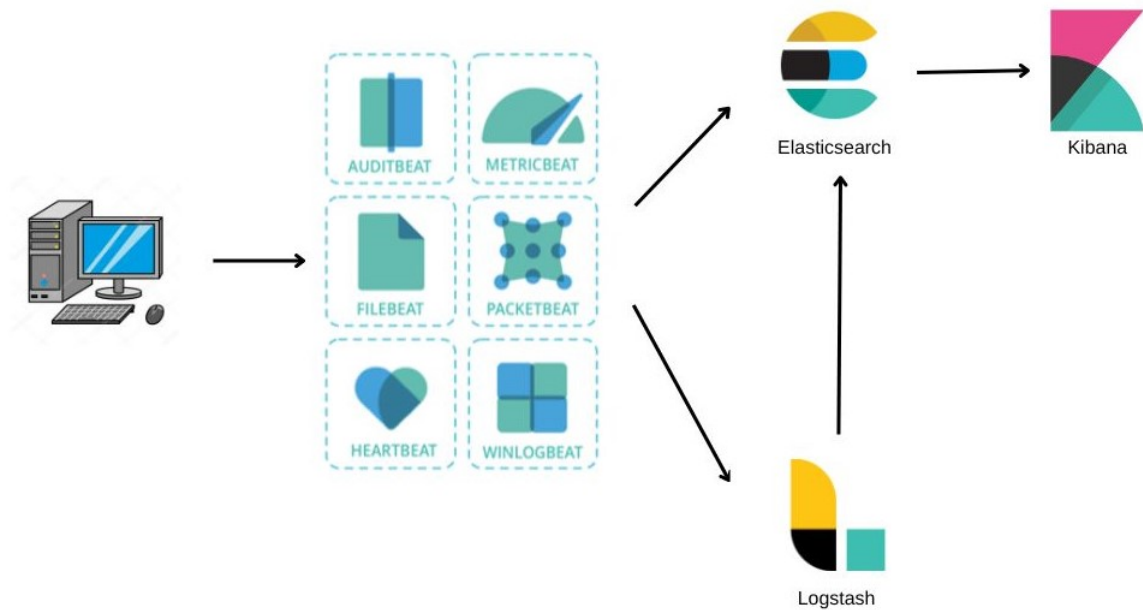 AUDITBEAT
METRICBEAT
FILEBEAT
PACKETBEAT
HEARTBEAT
WINLOGBEAT
Elasticsearch
Kibana
Logstash